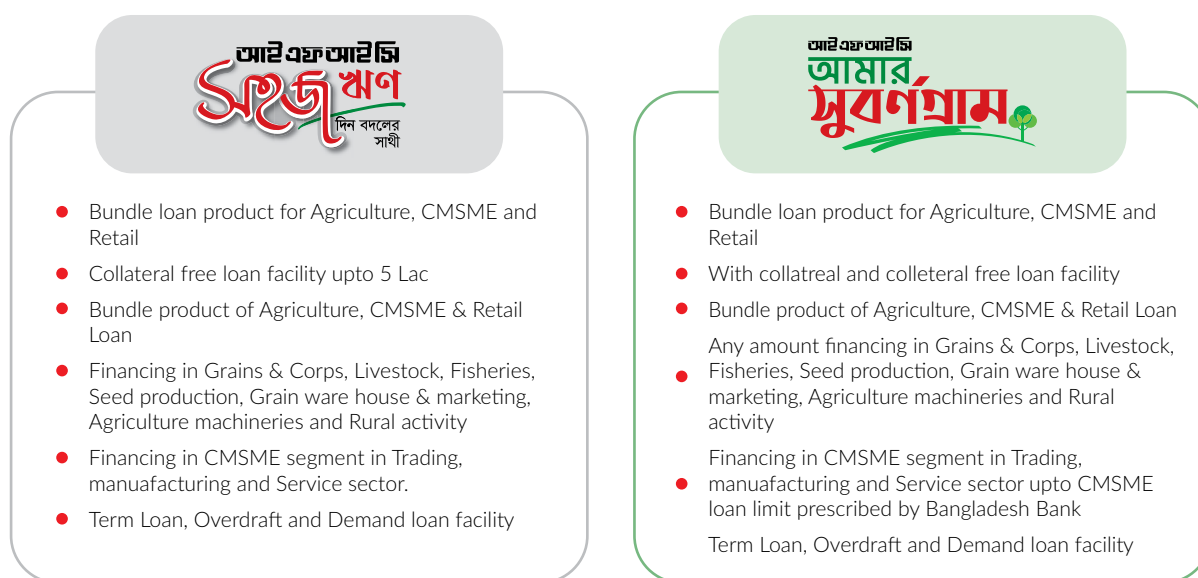 আইএফআইসি
সহজ ঋণ
দিন বদলের
সাথী
Bundle loan product for Agriculture, CMSME and
Retail
Collateral free loan facility upto 5 Lac
Bundle product of Agriculture, CMSME & Retail
Loan
Financing in Grains & Corps, Livestock, Fisheries,
Seed production, Grain ware house & marketing,
Agriculture machineries and Rural activity
Financing in CMSME segment in Trading,
manuafacturing and Service sector.
Term Loan, Overdraft and Demand loan facility
আইএফআইসি
আমার
সুবর্ণগ্রাম
Bundle loan product for Agriculture, CMSME and
Retail
With collatreal and colleteral free loan facility
Bundle product of Agriculture, CMSME & Retail Loan
Any amount financing in Grains & Corps, Livestock,
Fisheries, Seed production, Grain ware house &
marketing, Agriculture machineries and Rural
activity
Financing in CMSME segment in Trading,
manuafacturing and Service sector upto CMSME
loan limit prescribed by Bangladesh Bank
Term Loan, Overdraft and Demand loan facility